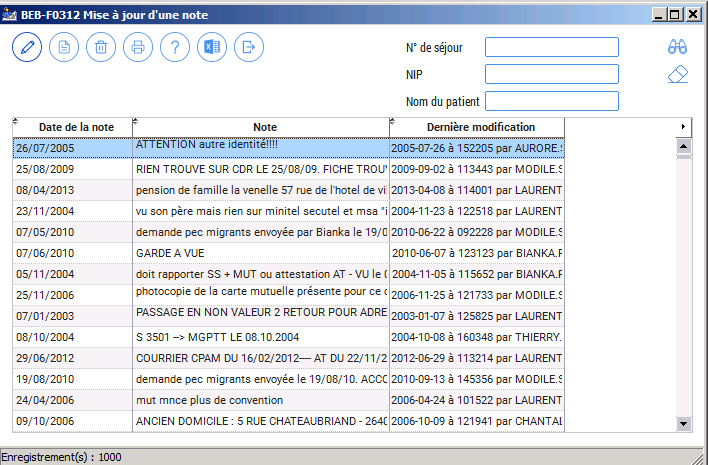 BEB-F0312 Mise à jour d'une note
N° de séjour
NIP
Nom du patient
Date de la note Note Dernière modification
26/07/2005 ATTENTION autre identité!!!! 2005-07-26 à 152205 par AURORE.S
25/08/2009 RIEN TROUVE SUR CDR LE 25/08/09. FICHE TROUV 2009-09-02 à 113443 par MODILE.S
08/04/2013 pension de famille la venelle 57 rue de l'hotel de vil 2013-04-08 à 114001 par LAURENT
23/11/2004 vu son père mais rien sur minitel secutel et msa "i 2004-11-23 à 122518 par LAURENT
07/05/2010 demande pec migrants envoyée par Bianka le 19/0 2010-06-22 à 092228 par MODILE.S
07/06/2010 GARDE A VUE 2010-06-07 à 123123 par BIANKA.F
05/11/2004 doit rapporter SS + MUT ou attestation AT - VU le 0 2004-11-05 à 115652 par BIANKA.F
25/11/2006 photocopie de la carte mutuelle présente pour ce d 2006-11-25 à 121733 par MODILE.S
07/01/2003 PASSAGE EN NON VALEUR 2 RETOUR POUR ADRE 2003-01-07 à 125825 par LAURENT
08/10/2004 S 3501 --> MGPTT LE 08.10.2004 2004-10-08 à 160348 par THIERRY.
29/06/2012 COURRIER CPAM DU 16/02/2012---- AT DU 22/11/2 2012-06-29 à 113214 par LAURENT
19/08/2010 demande pec migrants envoyée le 19/08/10. ACCO 2010-09-13 à 145356 par MODILE.S
24/04/2006 mut mnce plus de convention 2006-04-24 à 101522 par LAURENT
09/10/2006 ANCIEN DOMICILE : 5 RUE CHATEAUBRIAND - 2640 2006-10-09 à 121941 par CHANTAL
Enregistrement(s) : 1000